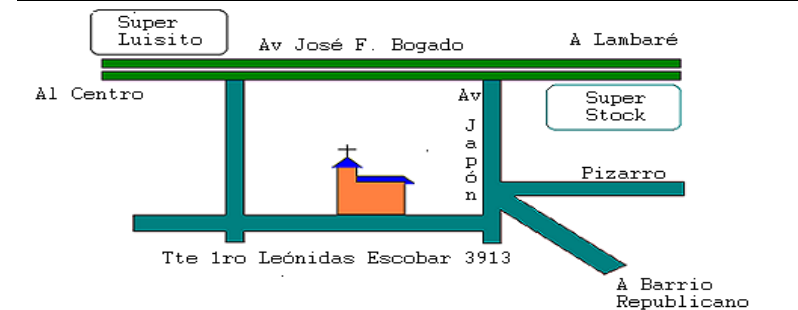 Super
Luisito
Av José F. Bogado
A Lambaré
Al Centro
Av
Japón
Super
Stock
Pizarro
Tte 1ro Leónidas Escobar 3913
A Barrio
Republicano